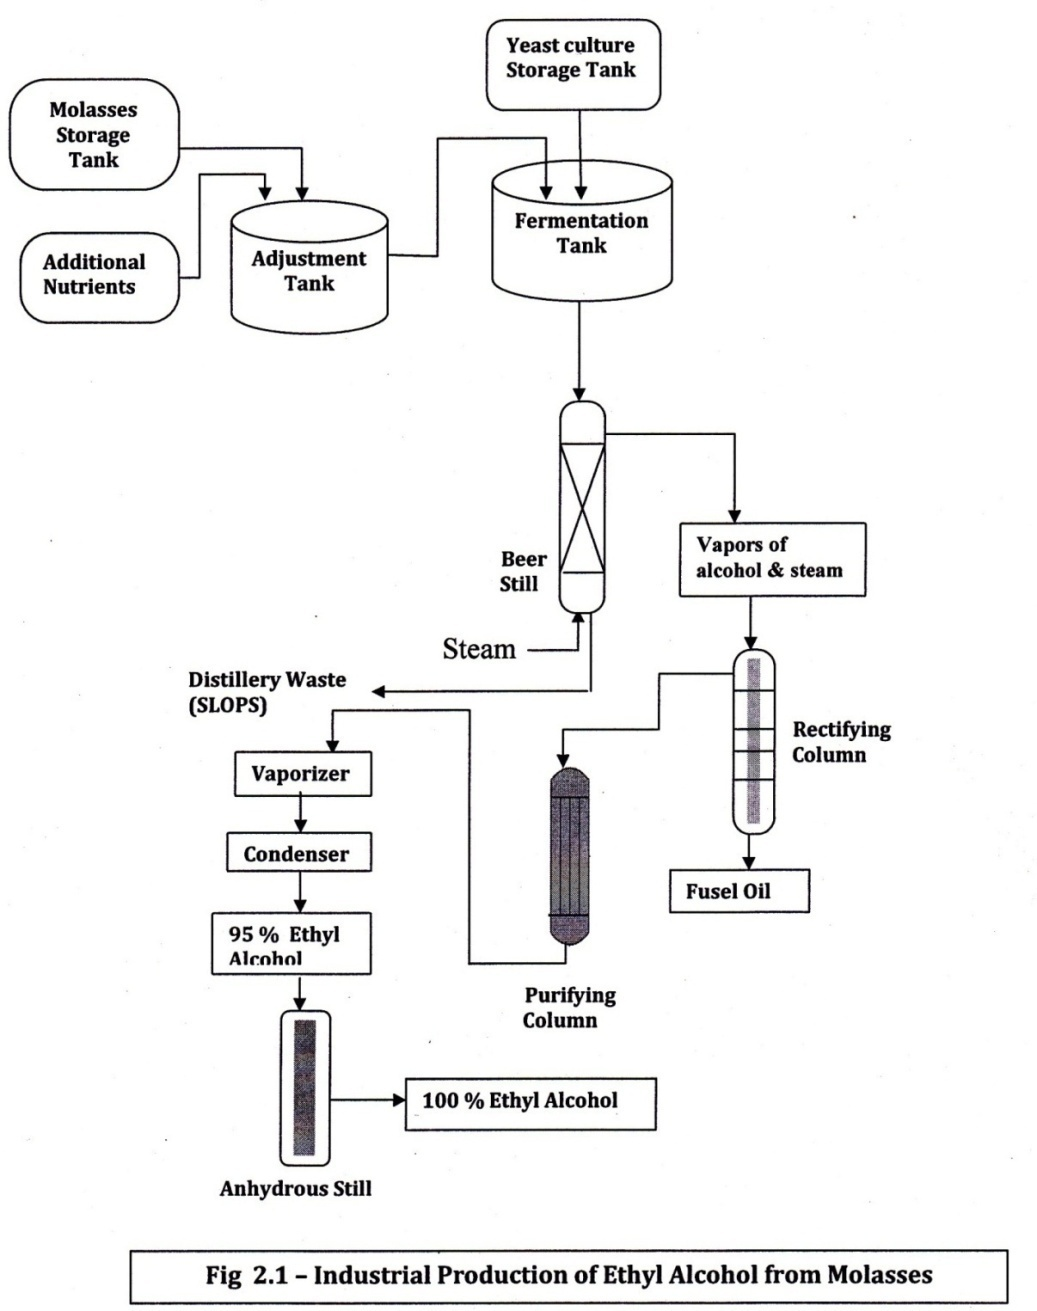 Yeast culture
Storage Tank
Molasses
Storage
Tank
Additional
Nutrients
Adjustment
Tank
Fermentation
Tank
Beer
Still
Vapors of
alcohol & steam
Steam
Distillery Waste
(SLOPS)
Rectifying
Column
Vaporizer
Condenser
Fusel Oil
95 % Ethyl
Alcohol
Purifying
Column
100 % Ethyl Alcohol
Anhydrous Still
Fig 2.1 – Industrial Production of Ethyl Alcohol from Molasses